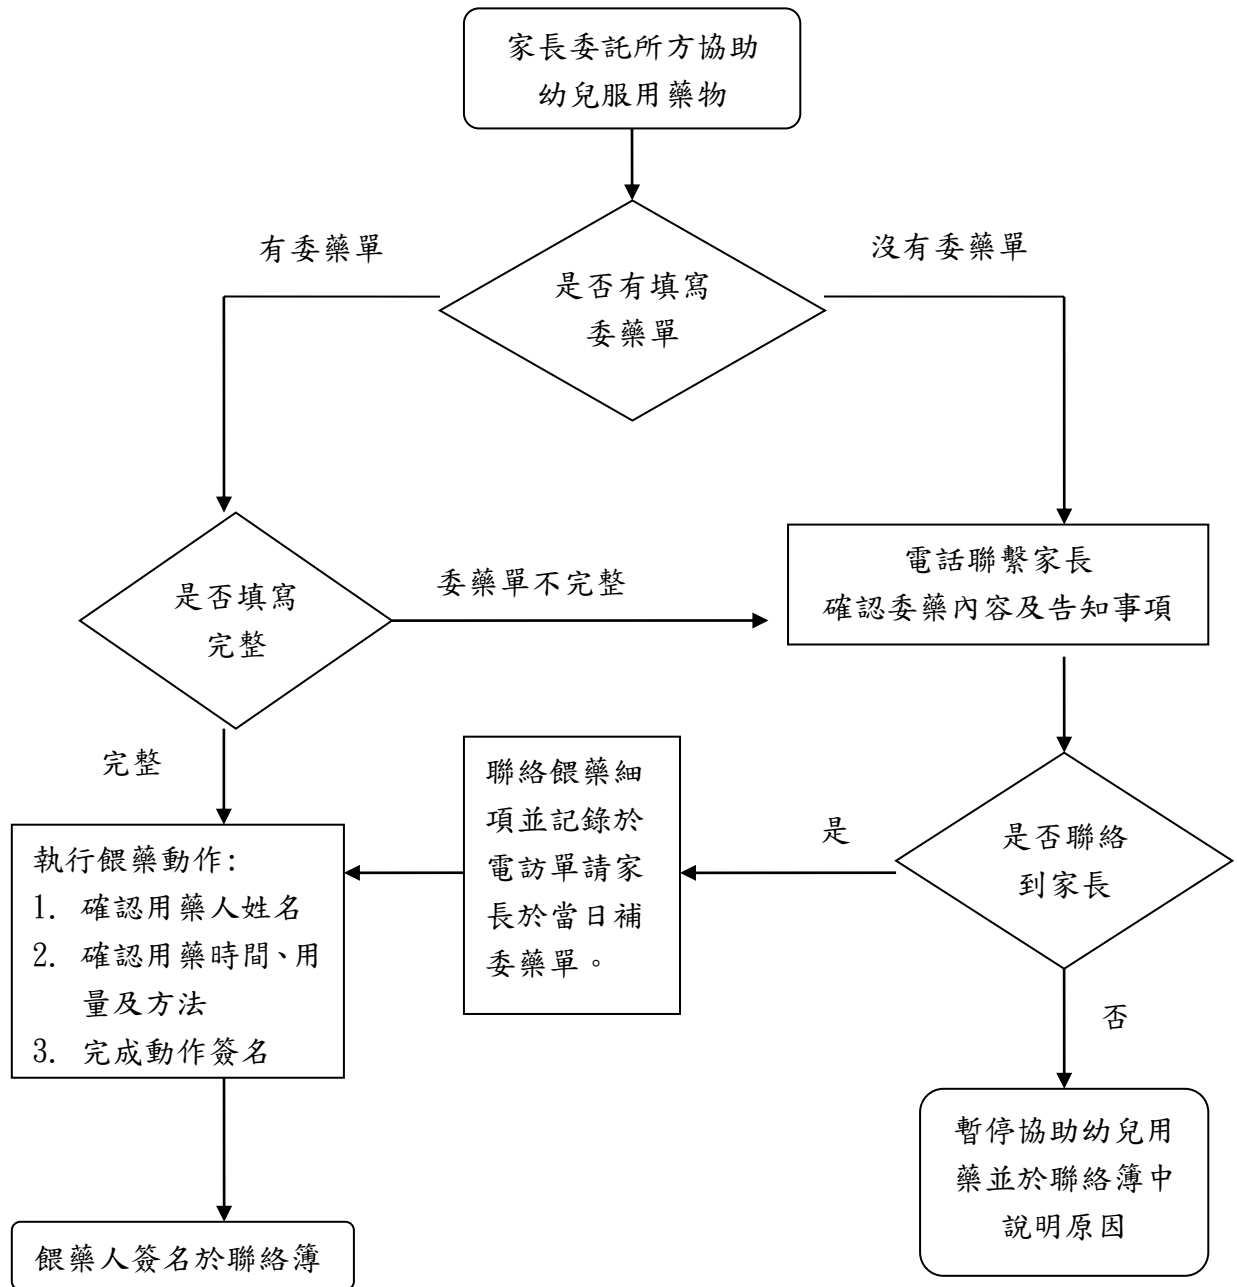 家長委託所方協助
幼兒服用藥物
有委藥單
沒有委藥單
是否有填寫
委藥單
是否填寫
完整
委藥單不完整
電話聯繫家長
確認委藥內容及告知事項
完整
聯絡餵藥細
項並記錄於
電訪單請家
長於當日補
委藥單。
是
是否聯絡
到家長
執行餵藥動作:
1. 確認用藥人姓名
2. 確認用藥時間、用
量及方法
3. 完成動作簽名
否
暫停協助幼兒用
藥並於聯絡簿中
說明原因
餵藥人簽名於聯絡簿